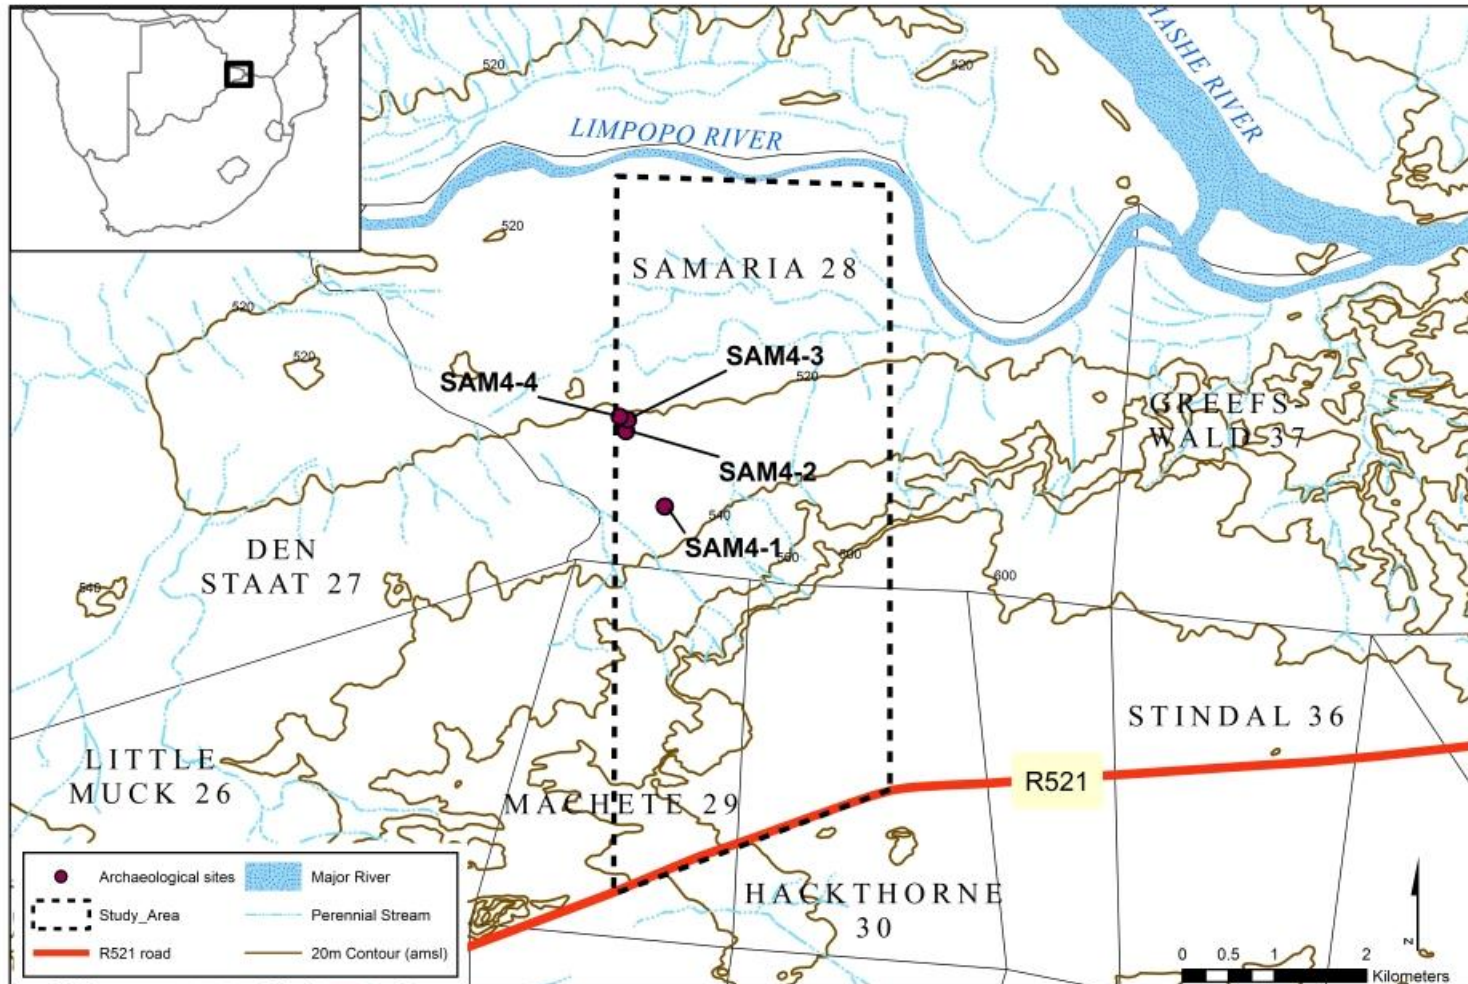 520
520
HASHE RIVER
LIMPOPO RIVER
520
SAMARIA 28
520
520
SAM4-3
SAM4-4
520
GREEFS-
WALD 37
SAM4-2
540
DEN
STAAT 27
SAM4-1
560
600
600
540
STINDAL 36
LITTLE
MUCK 26
R521
MACHETE 29
HACKTHORNE
30
Archaeological sites
Major River
Study_Area
Perennial Stream
R521 road
20m Contour (amsl)
z
0 0.5 1 2
Kilometers